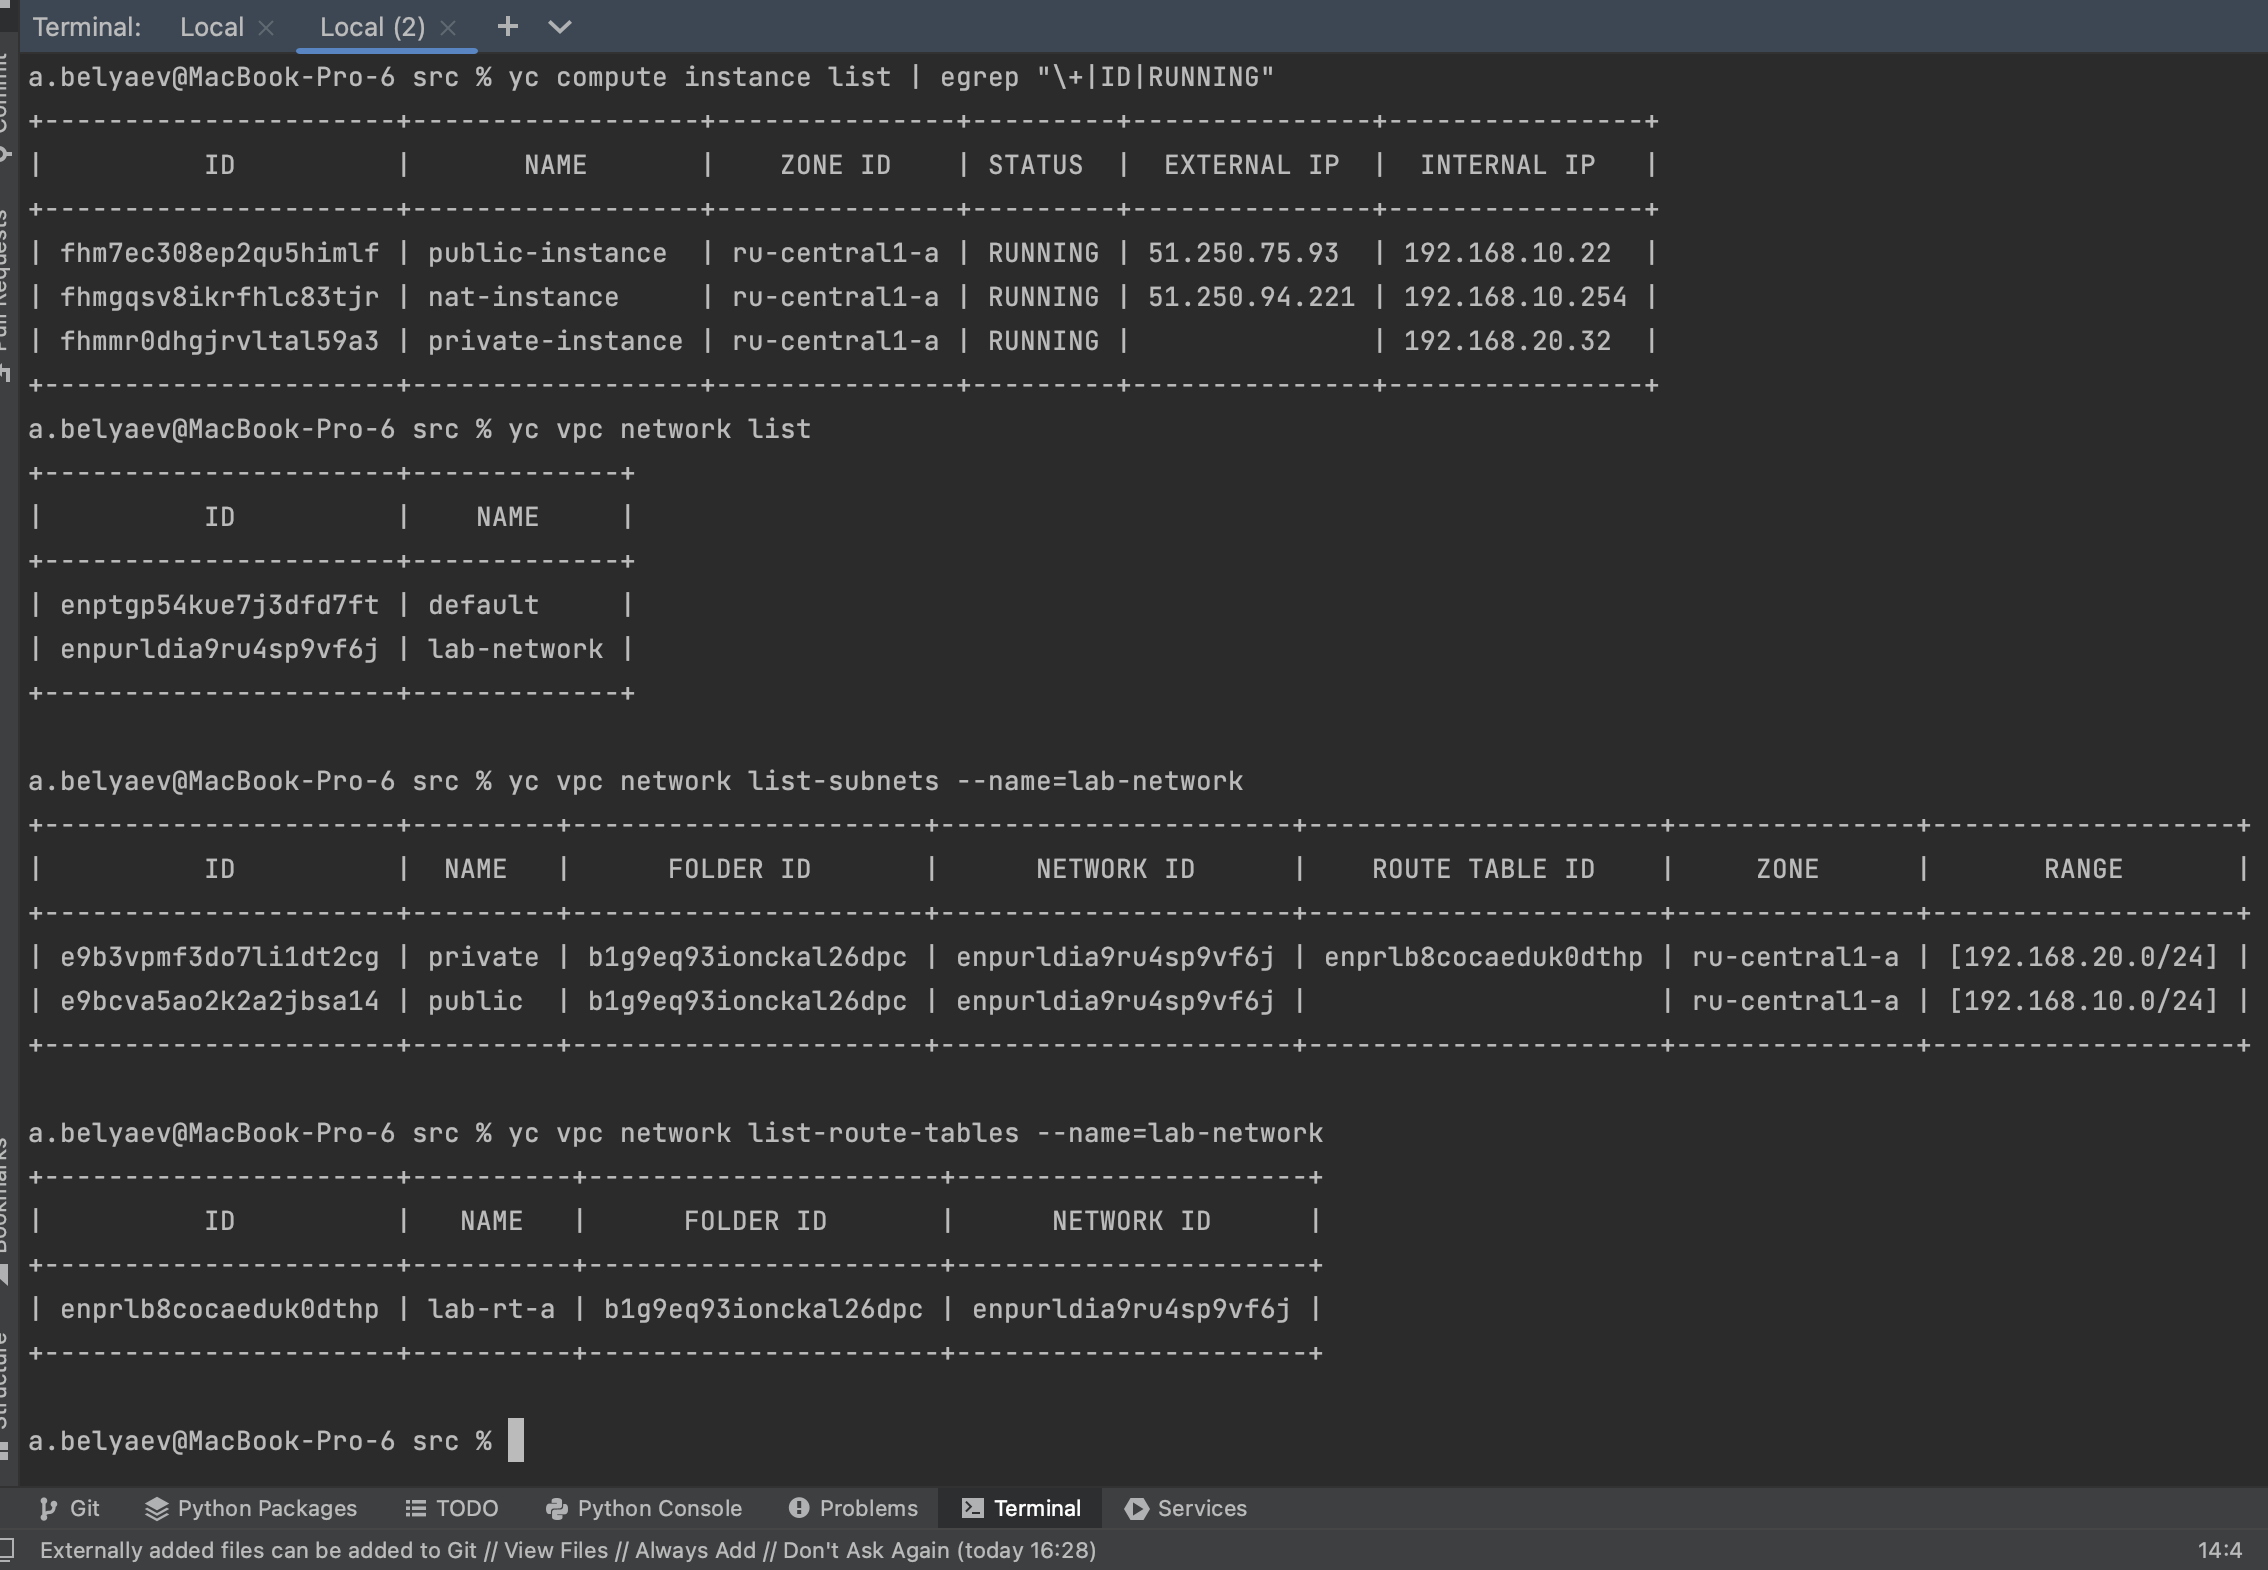 Terminal: Local Local (2)
a.belyaev@MacBook-Pro-6 src % yc compute instance list | egrep "\+|ID|RUNNING"
+----------------------+------------------+---------------+---------+---------------+----------------+
| ID | NAME | ZONE ID | STATUS | EXTERNAL IP | INTERNAL IP |
+----------------------+------------------+---------------+---------+---------------+----------------+
| fhm7ec308ep2qu5himlf | public-instance | ru-central1-a | RUNNING | 51.250.75.93 | 192.168.10.22 |
| fhmgqsv8ikrfhlc83tjr | nat-instance | ru-central1-a | RUNNING | 51.250.94.221 | 192.168.10.254 |
| fhmmr0dhgjrvltal59a3 | private-instance | ru-central1-a | RUNNING | | 192.168.20.32 |
+----------------------+------------------+---------------+---------+---------------+----------------+
a.belyaev@MacBook-Pro-6 src % yc vpc network list
+----------------------+-------------+
| ID | NAME |
+----------------------+-------------+
| enptgp54kue7j3dfd7ft | default |
| enpurldia9ru4sp9vf6j | lab-network |
+----------------------+-------------+
a.belyaev@MacBook-Pro-6 src % yc vpc network list-subnets --name=lab-network
+----------------------+---------+----------------------+----------------------+----------------------+---------------+-------------------+
| ID | NAME | FOLDER ID | NETWORK ID | ROUTE TABLE ID | ZONE | RANGE |
+----------------------+---------+----------------------+----------------------+----------------------+---------------+-------------------+
| e9b3vpmf3do7li1dt2cg | private | b1g9eq93ionckal26dpc | enpurldia9ru4sp9vf6j | enprlb8cocaeduk0dthp | ru-central1-a | [192.168.20.0/24] |
| e9bcva5ao2k2a2jbsa14 | public | b1g9eq93ionckal26dpc | enpurldia9ru4sp9vf6j | | ru-central1-a | [192.168.10.0/24] |
+----------------------+---------+----------------------+----------------------+----------------------+---------------+-------------------+
a.belyaev@MacBook-Pro-6 src % yc vpc network list-route-tables --name=lab-network
+----------------------+----------+----------------------+----------------------+
| ID | NAME | FOLDER ID | NETWORK ID |
+----------------------+----------+----------------------+----------------------+
| enprlb8cocaeduk0dthp | lab-rt-a | b1g9eq93ionckal26dpc | enpurldia9ru4sp9vf6j |
+----------------------+----------+----------------------+----------------------+
a.belyaev@MacBook-Pro-6 src %
Git Python Packages TODO Python Console Problems Terminal Services
Externally added files can be added to Git // View Files // Always Add // Don't Ask Again (today 16:28) 14:4